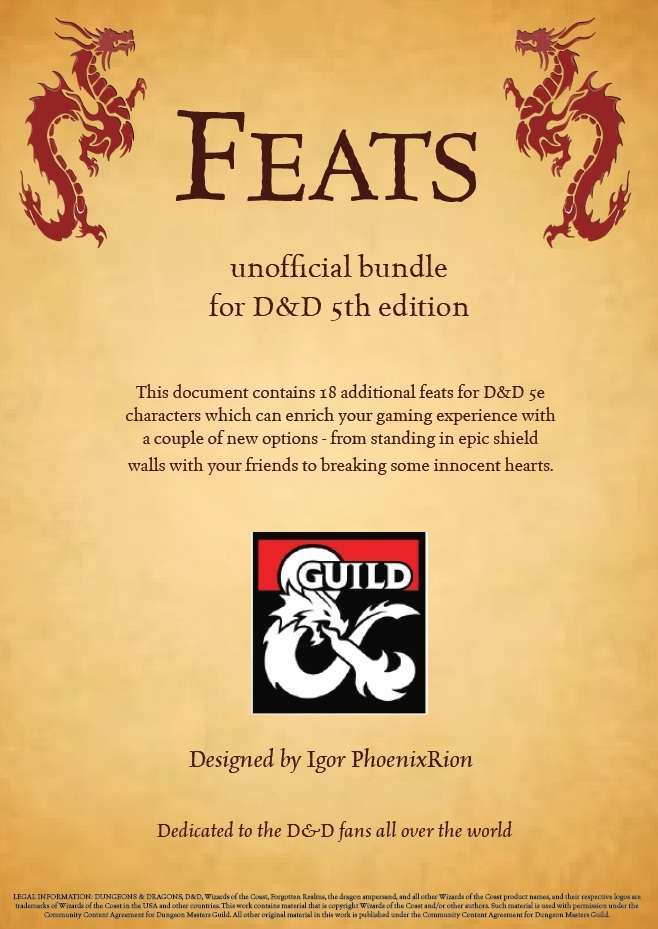 FEATS
unofficial bundle
for D&D 5th edition
This document contains 18 additional feats for D&D 5e
characters which can enrich your gaming experience with
a couple of new options - from standing in epic shield
walls with your friends to breaking some innocent hearts.
GUILD
Designed by Igor PhoenixRion
Dedicated to the D&D fans all over the world
LEGAL INFORMATION: DUNGEONS & DRAGONS, D&D, Wizards of the Coast, Forgotten Realms, the dragon ampersand, and all other Wizards of the Coast product names, and their respective logos are
trademarks of Wizards of the Coast in the USA and other countries. This work contains material that is copyright Wizards of the Coast and/or other authors. Such material is used with permission under the
Community Content Agreement for Dungeon Masters Guild. All other original material in this work is published under the Community Content Agreement for Dungeon Masters Guild.